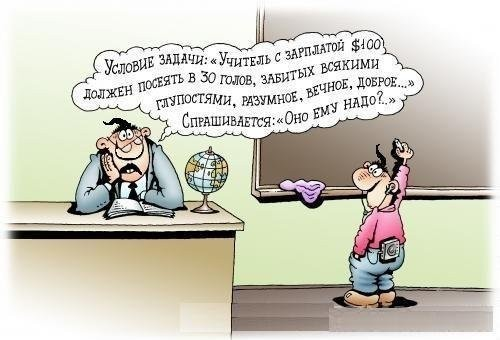 Условие задачи: «Учитель с зарплатой $100
должен посеять в 30 голов, забитых всякими
глупостями, разумное, вечное, доброе...»
Спрашивается: «Оно ему надо?..»